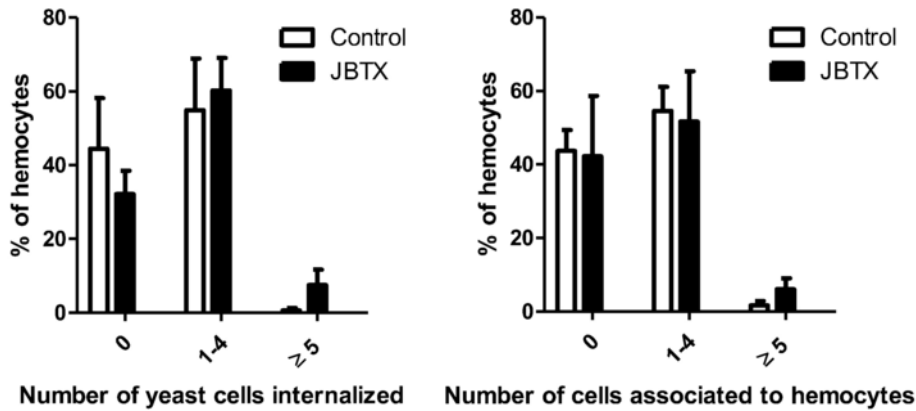 80
60
40
20
0
% of hemocytes
Control
JBTX
0
1-4
≥ 5
Number of yeast cells internalized
80
60
40
20
0
% of hemocytes
Control
JBTX
0
1-4
≥ 5
Number of cells associated to hemocytes